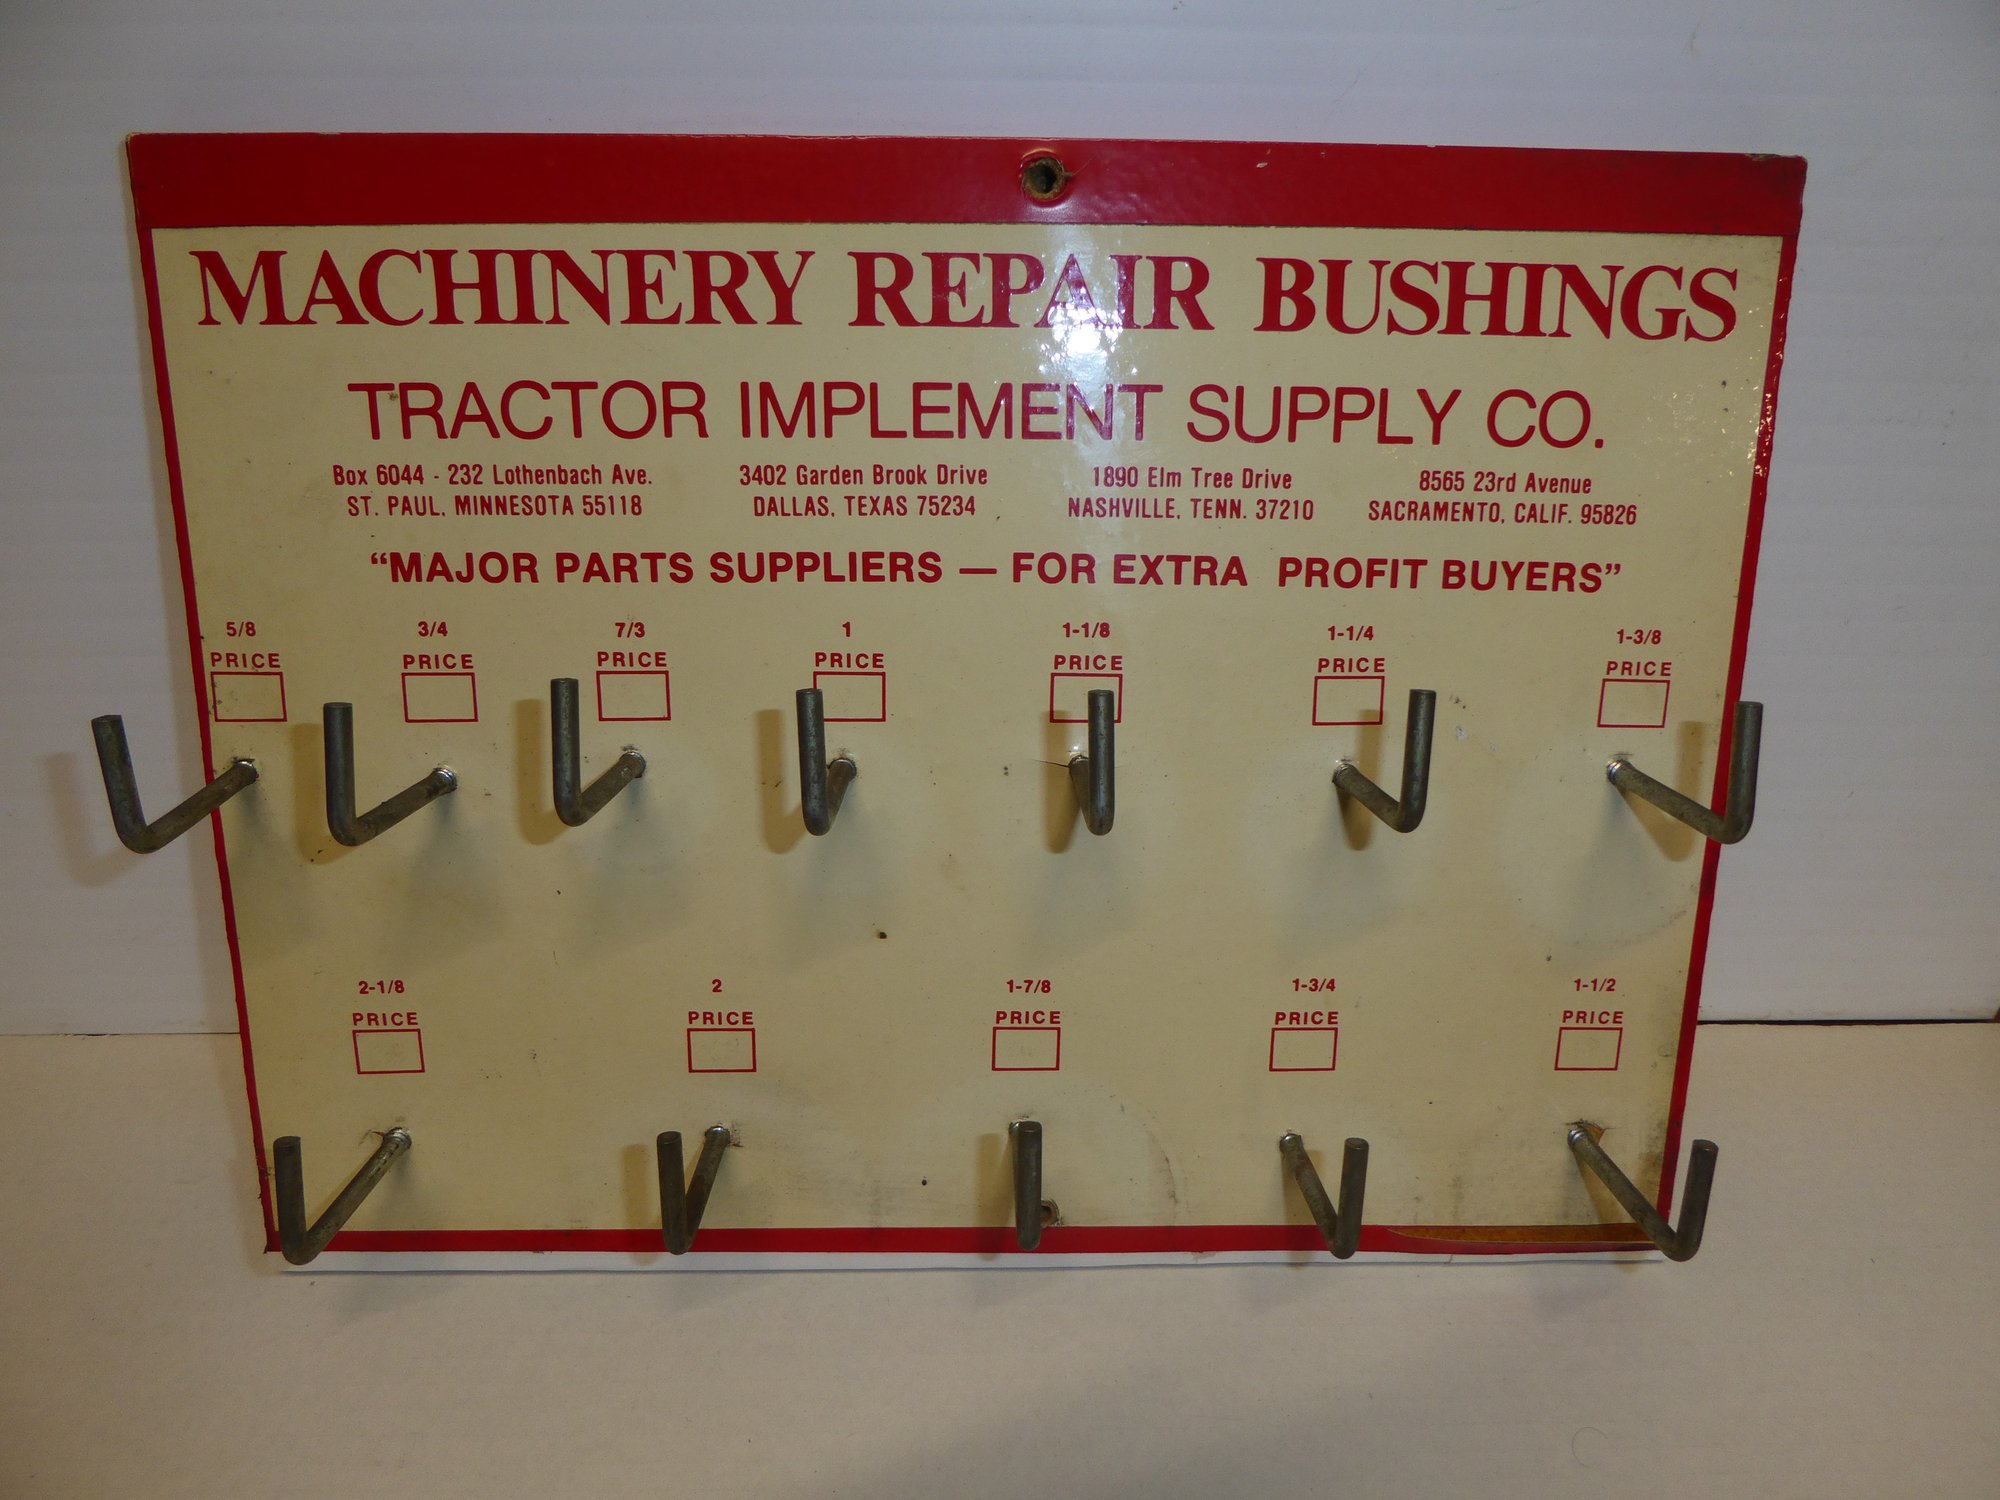 MACHINERY REPAIR BUSHINGS
TRACTOR IMPLEMENT SUPPLY CO.
Box 6044 - 232 Lothenbach Ave. 3402 Garden Brook Drive 1890 Elm Tree Drive 8565 23rd Avenue
ST. PAUL, MINNESOTA 55118 DALLAS, TEXAS 75234 NASHVILLE, TENN. 37210 SACRAMENTO, CALIF. 95826
“MAJOR PARTS SUPPLIERS — FOR EXTRA PROFIT BUYERS”
5/8 3/4 7/3 1 1-1/8 1-1/4 1-3/8
PRICE PRICE PRICE PRICE PRICE PRICE PRICE
2-1/8 2 1-7/8 1-3/4 1-1/2
PRICE PRICE PRICE PRICE PRICE